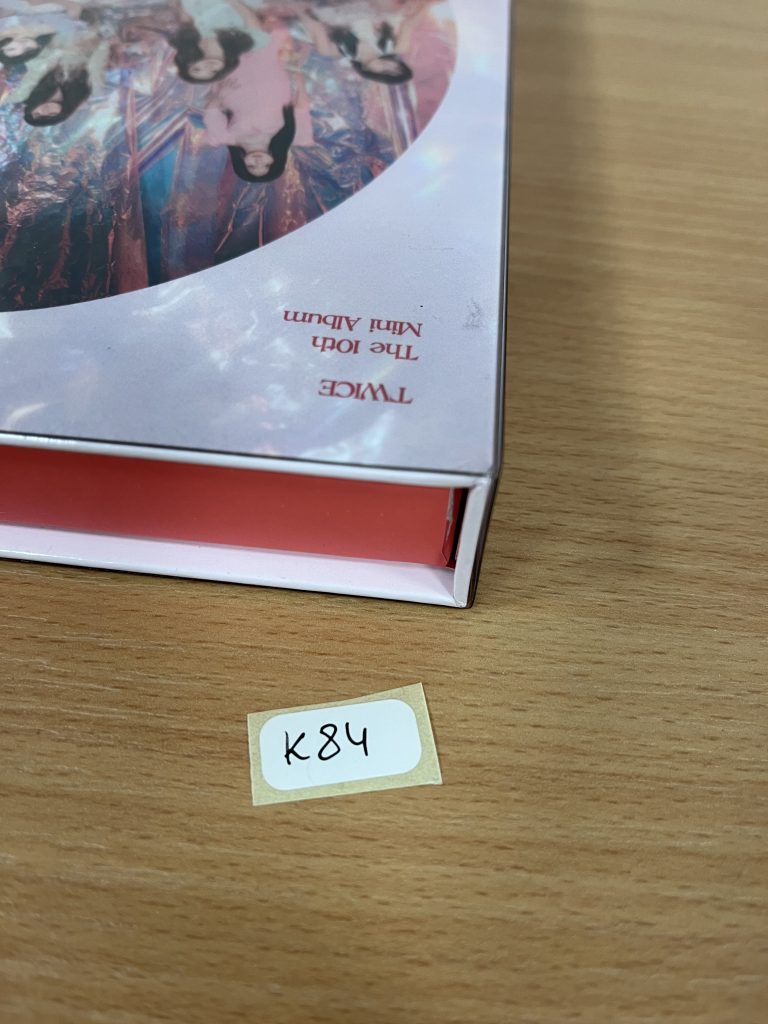 TWICE
The 10th
Mini Album
K84